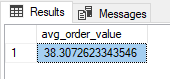 Results Messages
avg_order_value
1 38.3072623343546